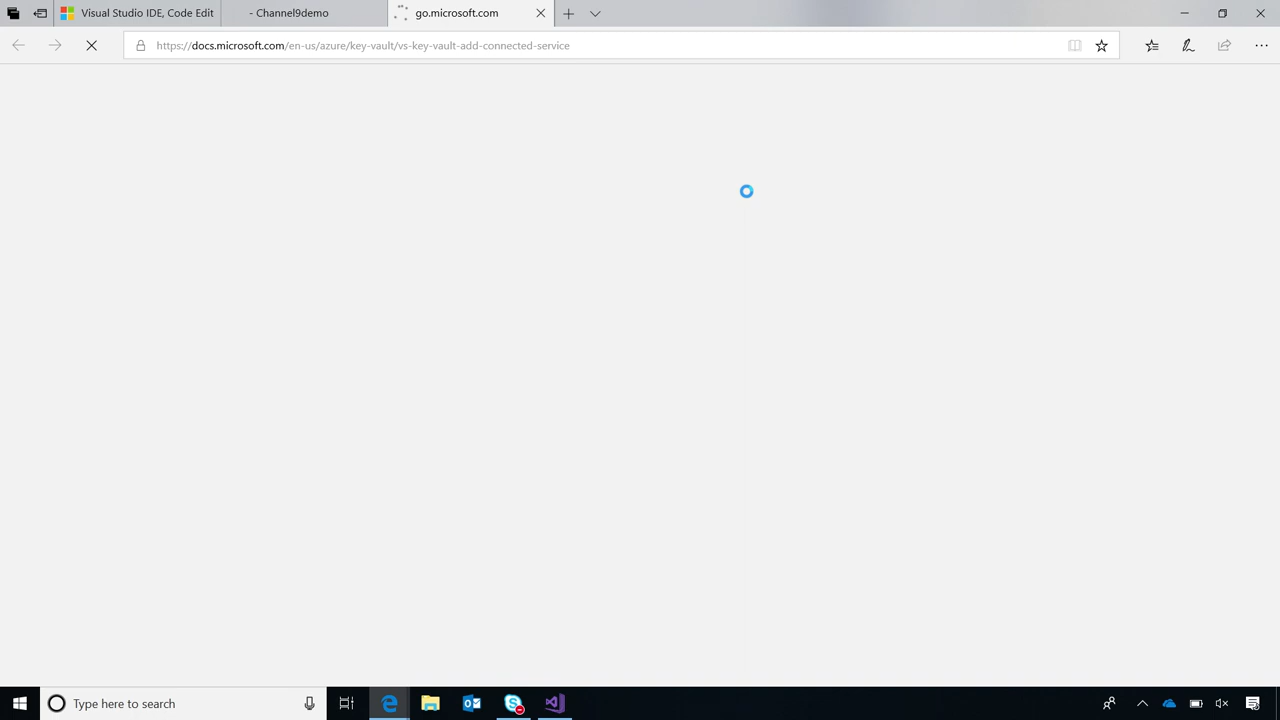 Visual Studio IDE, Code Edit
- Channel9demo
go.microsoft.com
https://docs.microsoft.com/en-us/azure/key-vault/vs-key-vault-add-connected-service
Type here to search